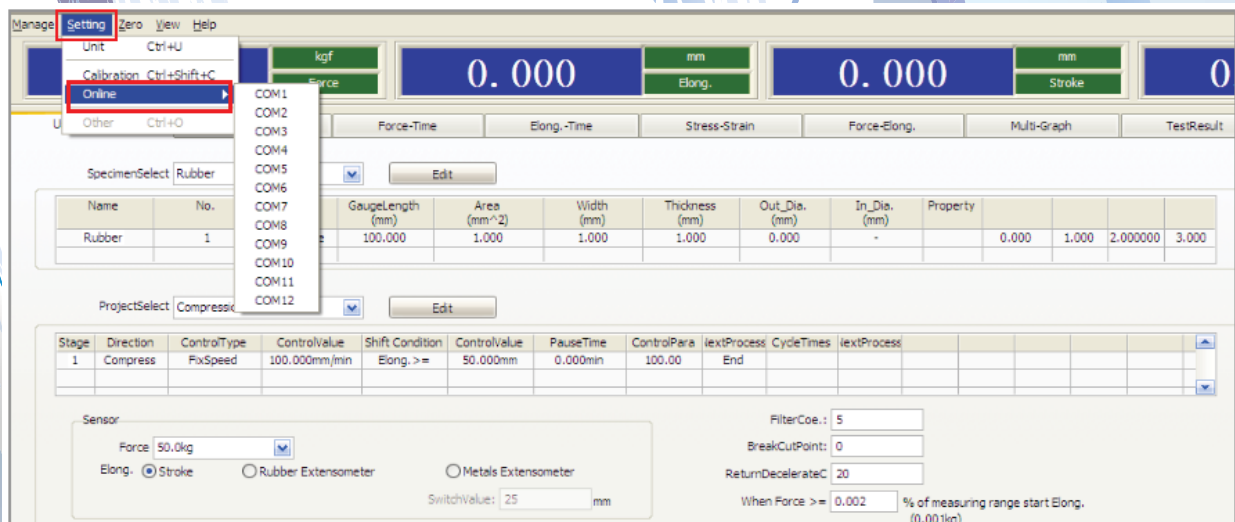 Manage Setting Zero View Help
Unit Ctrl+U
Calibration Ctrl+Shift+C
Online
Other Ctrl+O
COM1
COM2
COM3
COM4
COM5
COM6
COM7
COM8
COM9
COM10
COM11
COM12
kgf
Force
0.000
mm
Elong.
0.000
mm
Stroke
0
U Force-Time Elong.-Time Stress-Strain Force-Elong. Multi-Graph TestResult
SpecimenSelect Rubber Edit
Name No. GaugeLength (mm) Area (mm^2) Width (mm) Thickness (mm) Out_Dia. (mm) In_Dia. (mm) Property
Rubber 1 100.000 1.000 1.000 1.000 0.000 - 0.000 1.000 2.000000 3.000
ProjectSelect Compressio Edit
Stage Direction ControlType ControlValue Shift Condition ControlValue PauseTime ControlPara lextProcess CycleTimes lextProcess
1 Compress FixSpeed 100.000mm/min Elong.>= 50.000mm 0.000min 100.00 End
Sensor
Force 50.0kg
Elong. Stroke Rubber Extensometer Metals Extensometer
SwitchValue: 25 mm
FilterCoe.: 5
BreakCutPoint: 0
ReturnDecelerateC 20
When Force >= 0.002 % of measuring range start Elong.
(0.001kg)